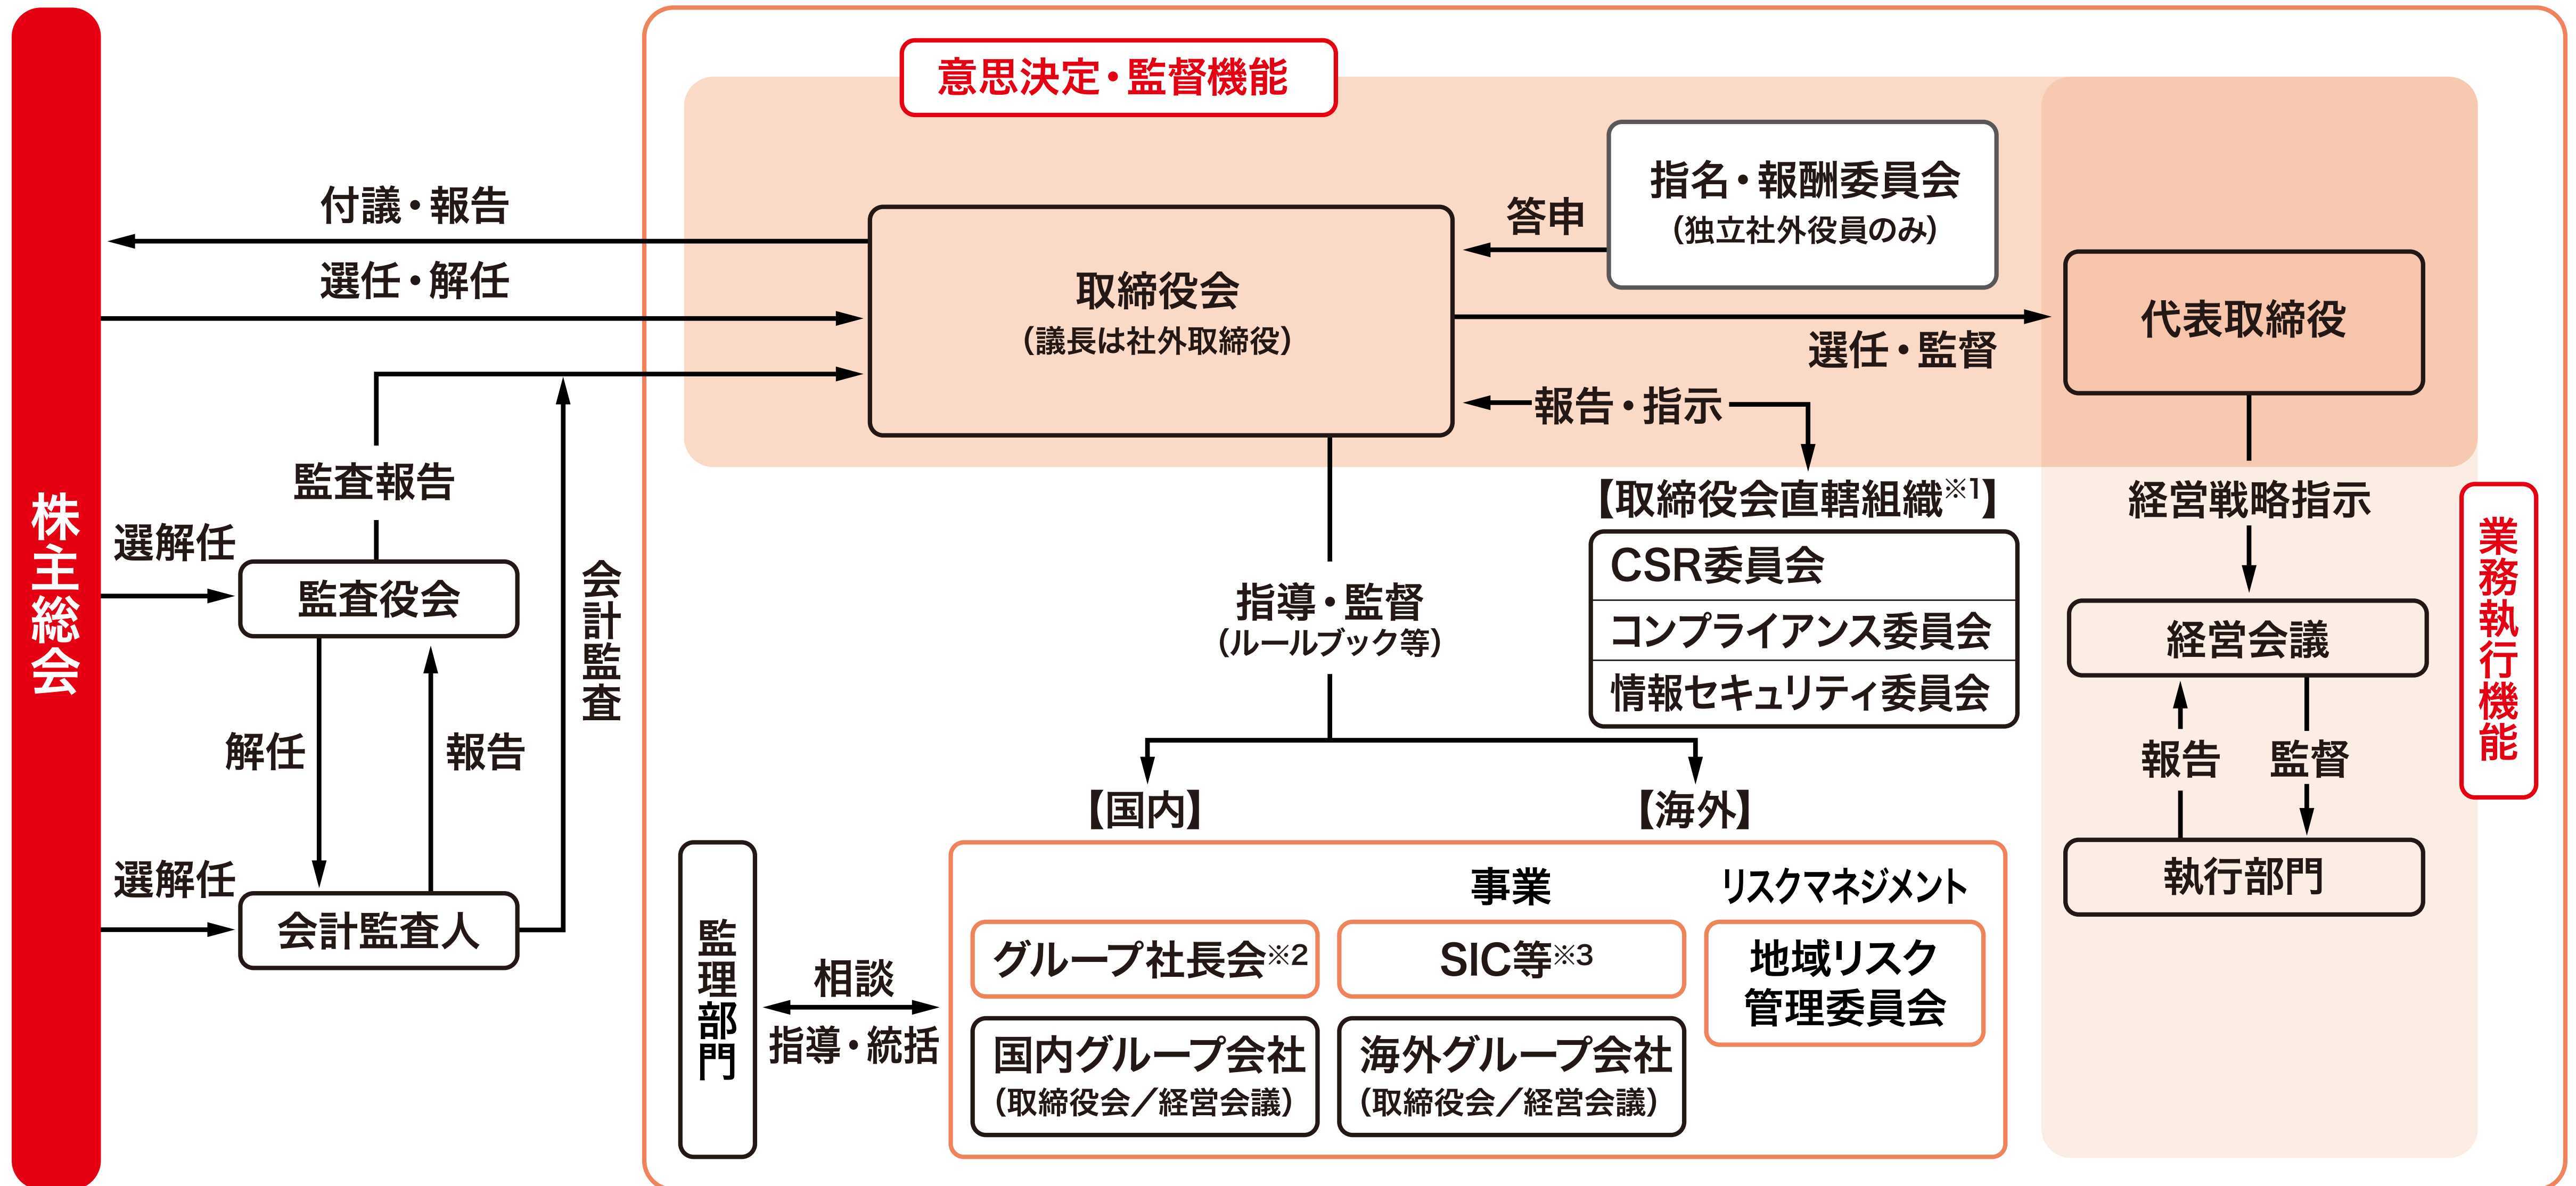 株主総会
意思決定・監督機能
付議・報告
選任・解任
取締役会
（議長は社外取締役）
答申
指名・報酬委員会
（独立社外役員のみ）
選任・監督
代表取締役
報告・指示
監査報告
選解任
監査役会
解任
報告
会計監査
選解任
会計監査人
指導・監督
（ルールブック等）
【取締役会直轄組織※1】
CSR委員会
コンプライアンス委員会
情報セキュリティ委員会
経営戦略指示
業務執行機能
経営会議
報告
監督
執行部門
【国内】
【海外】
監理部門
相談
指導・統括
事業
リスクマネジメント
グループ社長会※2
SIC等※3
地域リスク
管理委員会
国内グループ会社
（取締役会／経営会議）
海外グループ会社
（取締役会／経営会議）